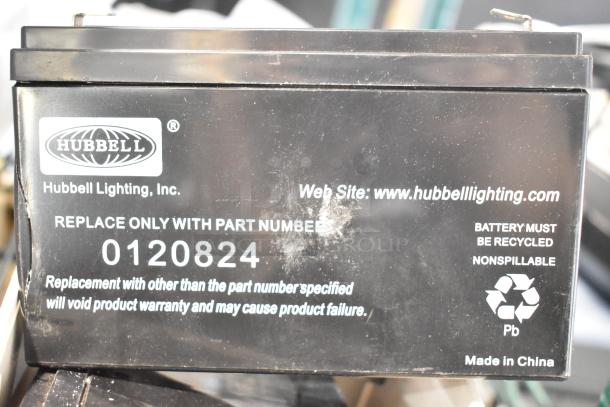 HUBBELL
®
Hubbell Lighting, Inc.
Web Site: www.hubbelllighting.com
REPLACE ONLY WITH PART NUMBER
0120824
Replacement with other than the part number specified
will void product warranty and may cause product failure.
BATTERY MUST
BE RECYCLED
NONSPILLABLE
Pb
Made in China